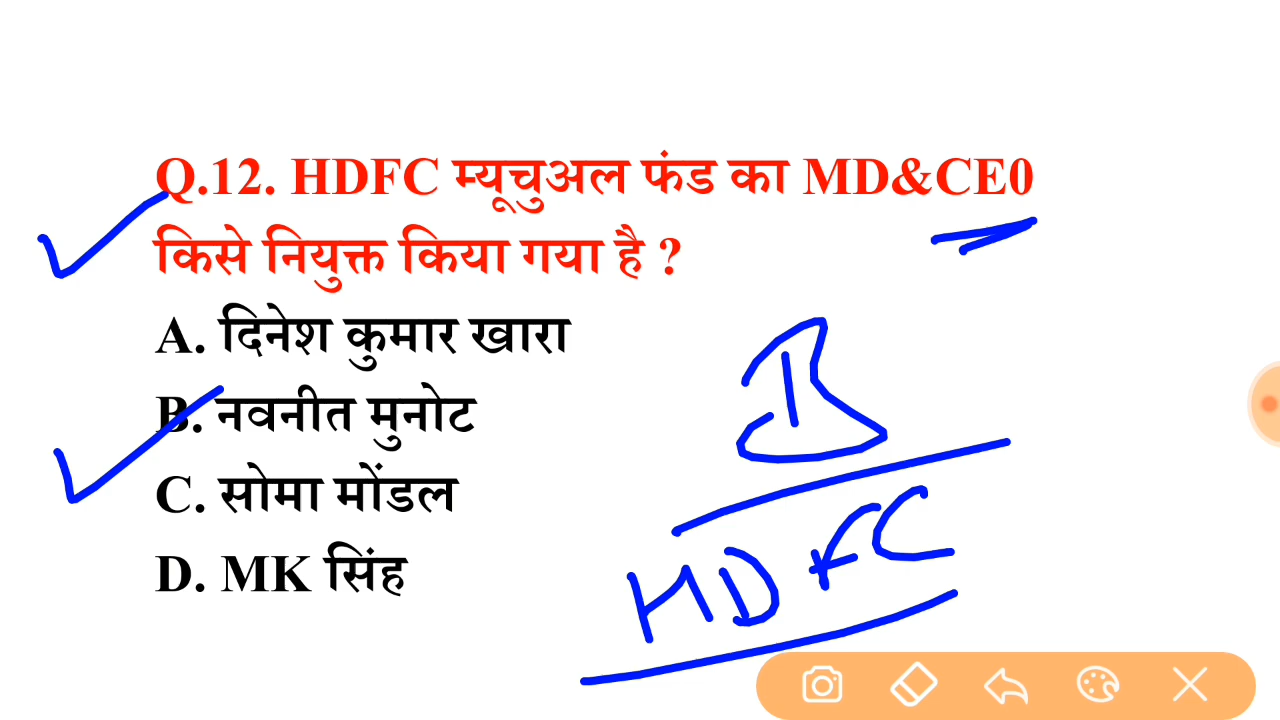 Q.12. HDFC म्यूचुअल फंड का MD&CE0
किसे नियुक्त किया गया है ?
A. दिनेश कुमार खारा
B. नवनीत मुनोट
C. सोमा मोंडल
D. MK सिंह
B
HDFC